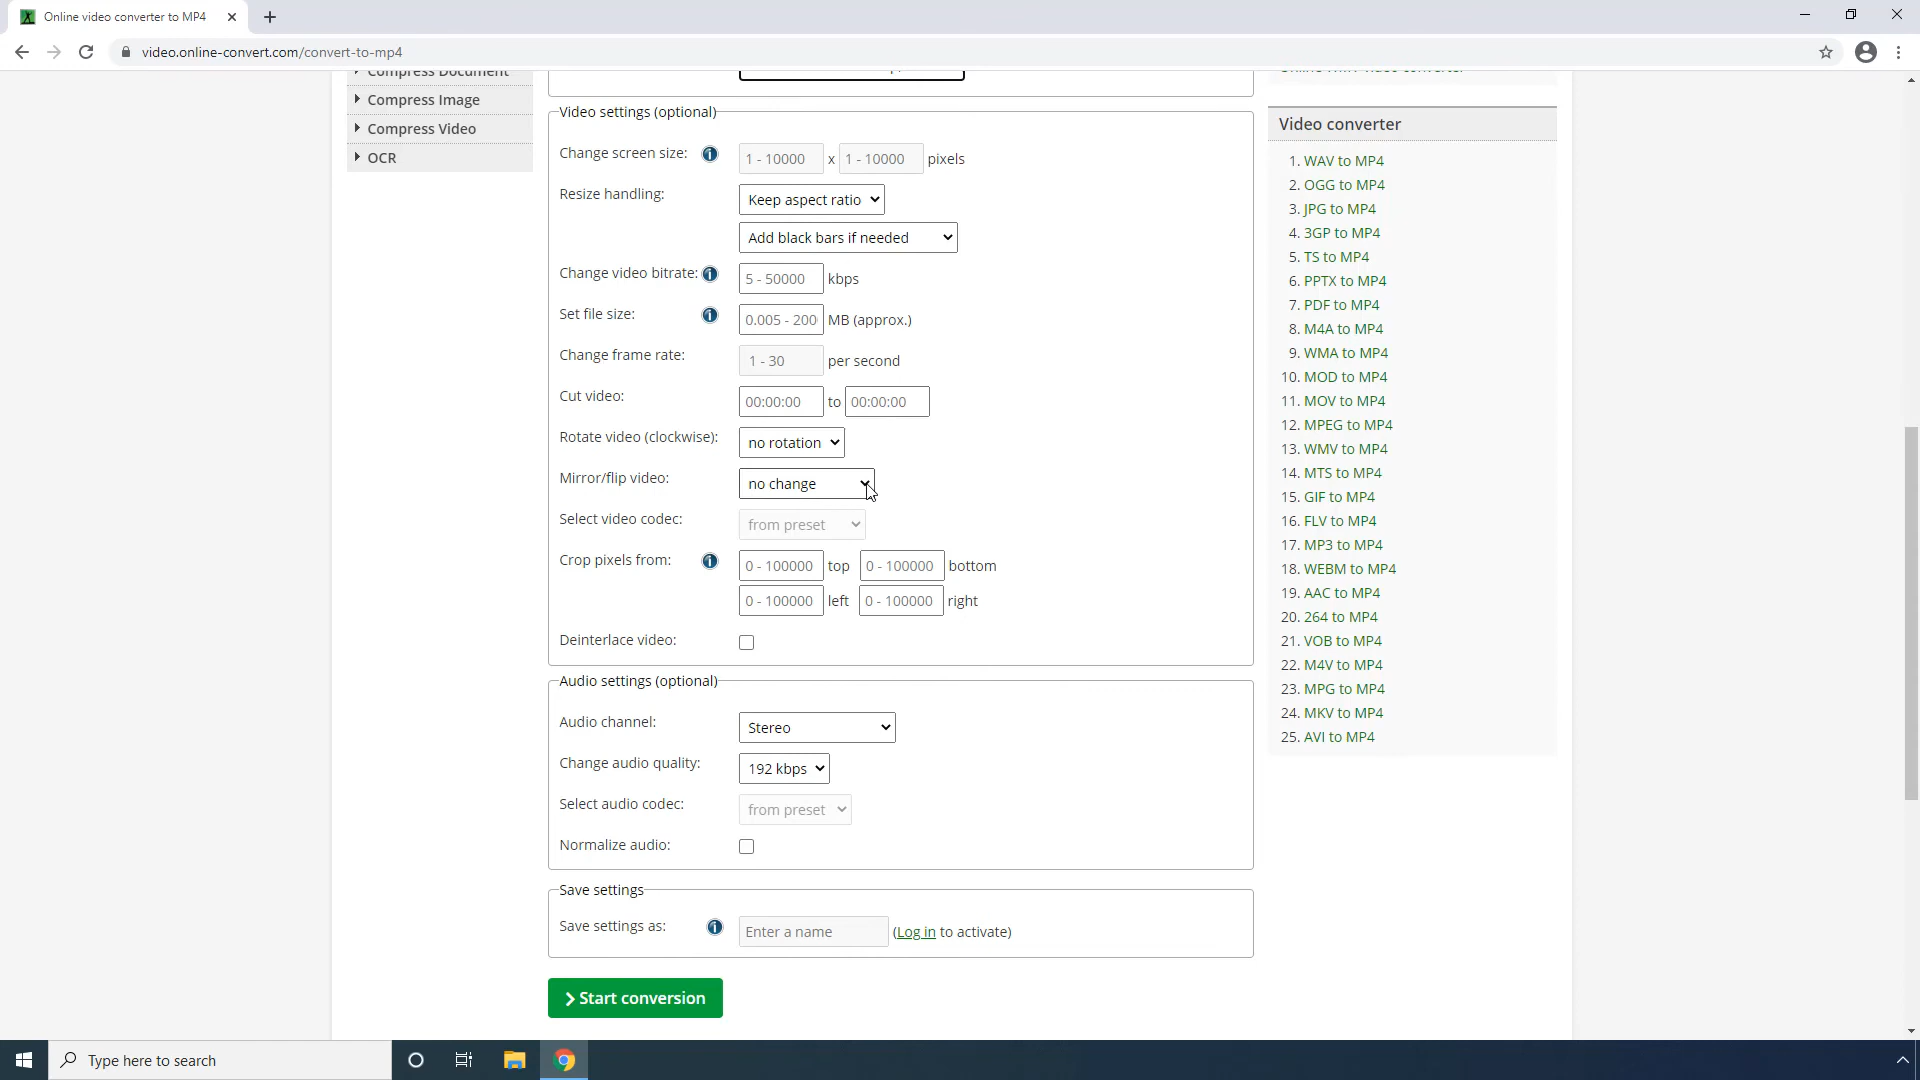 Online video converter to MP4
video.online-convert.com/convert-to-mp4
Compress Document
Compress Image
Compress Video
OCR
Video settings (optional)
Change screen size: 1 - 10000 x 1 - 10000 pixels
Resize handling: Keep aspect ratio
Add black bars if needed
Change video bitrate: 5 - 50000 kbps
Set file size: 0.005 - 200 MB (approx.)
Change frame rate: 1 - 30 per second
Cut video: 00:00:00 to 00:00:00
Rotate video (clockwise): no rotation
Mirror/flip video: no change
Select video codec: from preset
Crop pixels from: 0 - 100000 top 0 - 100000 bottom
0 - 100000 left 0 - 100000 right
Deinterlace video:
Audio settings (optional)
Audio channel: Stereo
Change audio quality: 192 kbps
Select audio codec: from preset
Normalize audio:
Save settings
Save settings as: Enter a name (Log in to activate)
Start conversion
Video converter
1. WAV to MP4
2. OGG to MP4
3. JPG to MP4
4. 3GP to MP4
5. TS to MP4
6. PPTX to MP4
7. PDF to MP4
8. M4A to MP4
9. WMA to MP4
10. MOD to MP4
11. MOV to MP4
12. MPEG to MP4
13. WMV to MP4
14. MTS to MP4
15. GIF to MP4
16. FLV to MP4
17. MP3 to MP4
18. WEBM to MP4
19. AAC to MP4
20. 264 to MP4
21. VOB to MP4
22. M4V to MP4
23. MPG to MP4
24. MKV to MP4
25. AVI to MP4
Type here to search